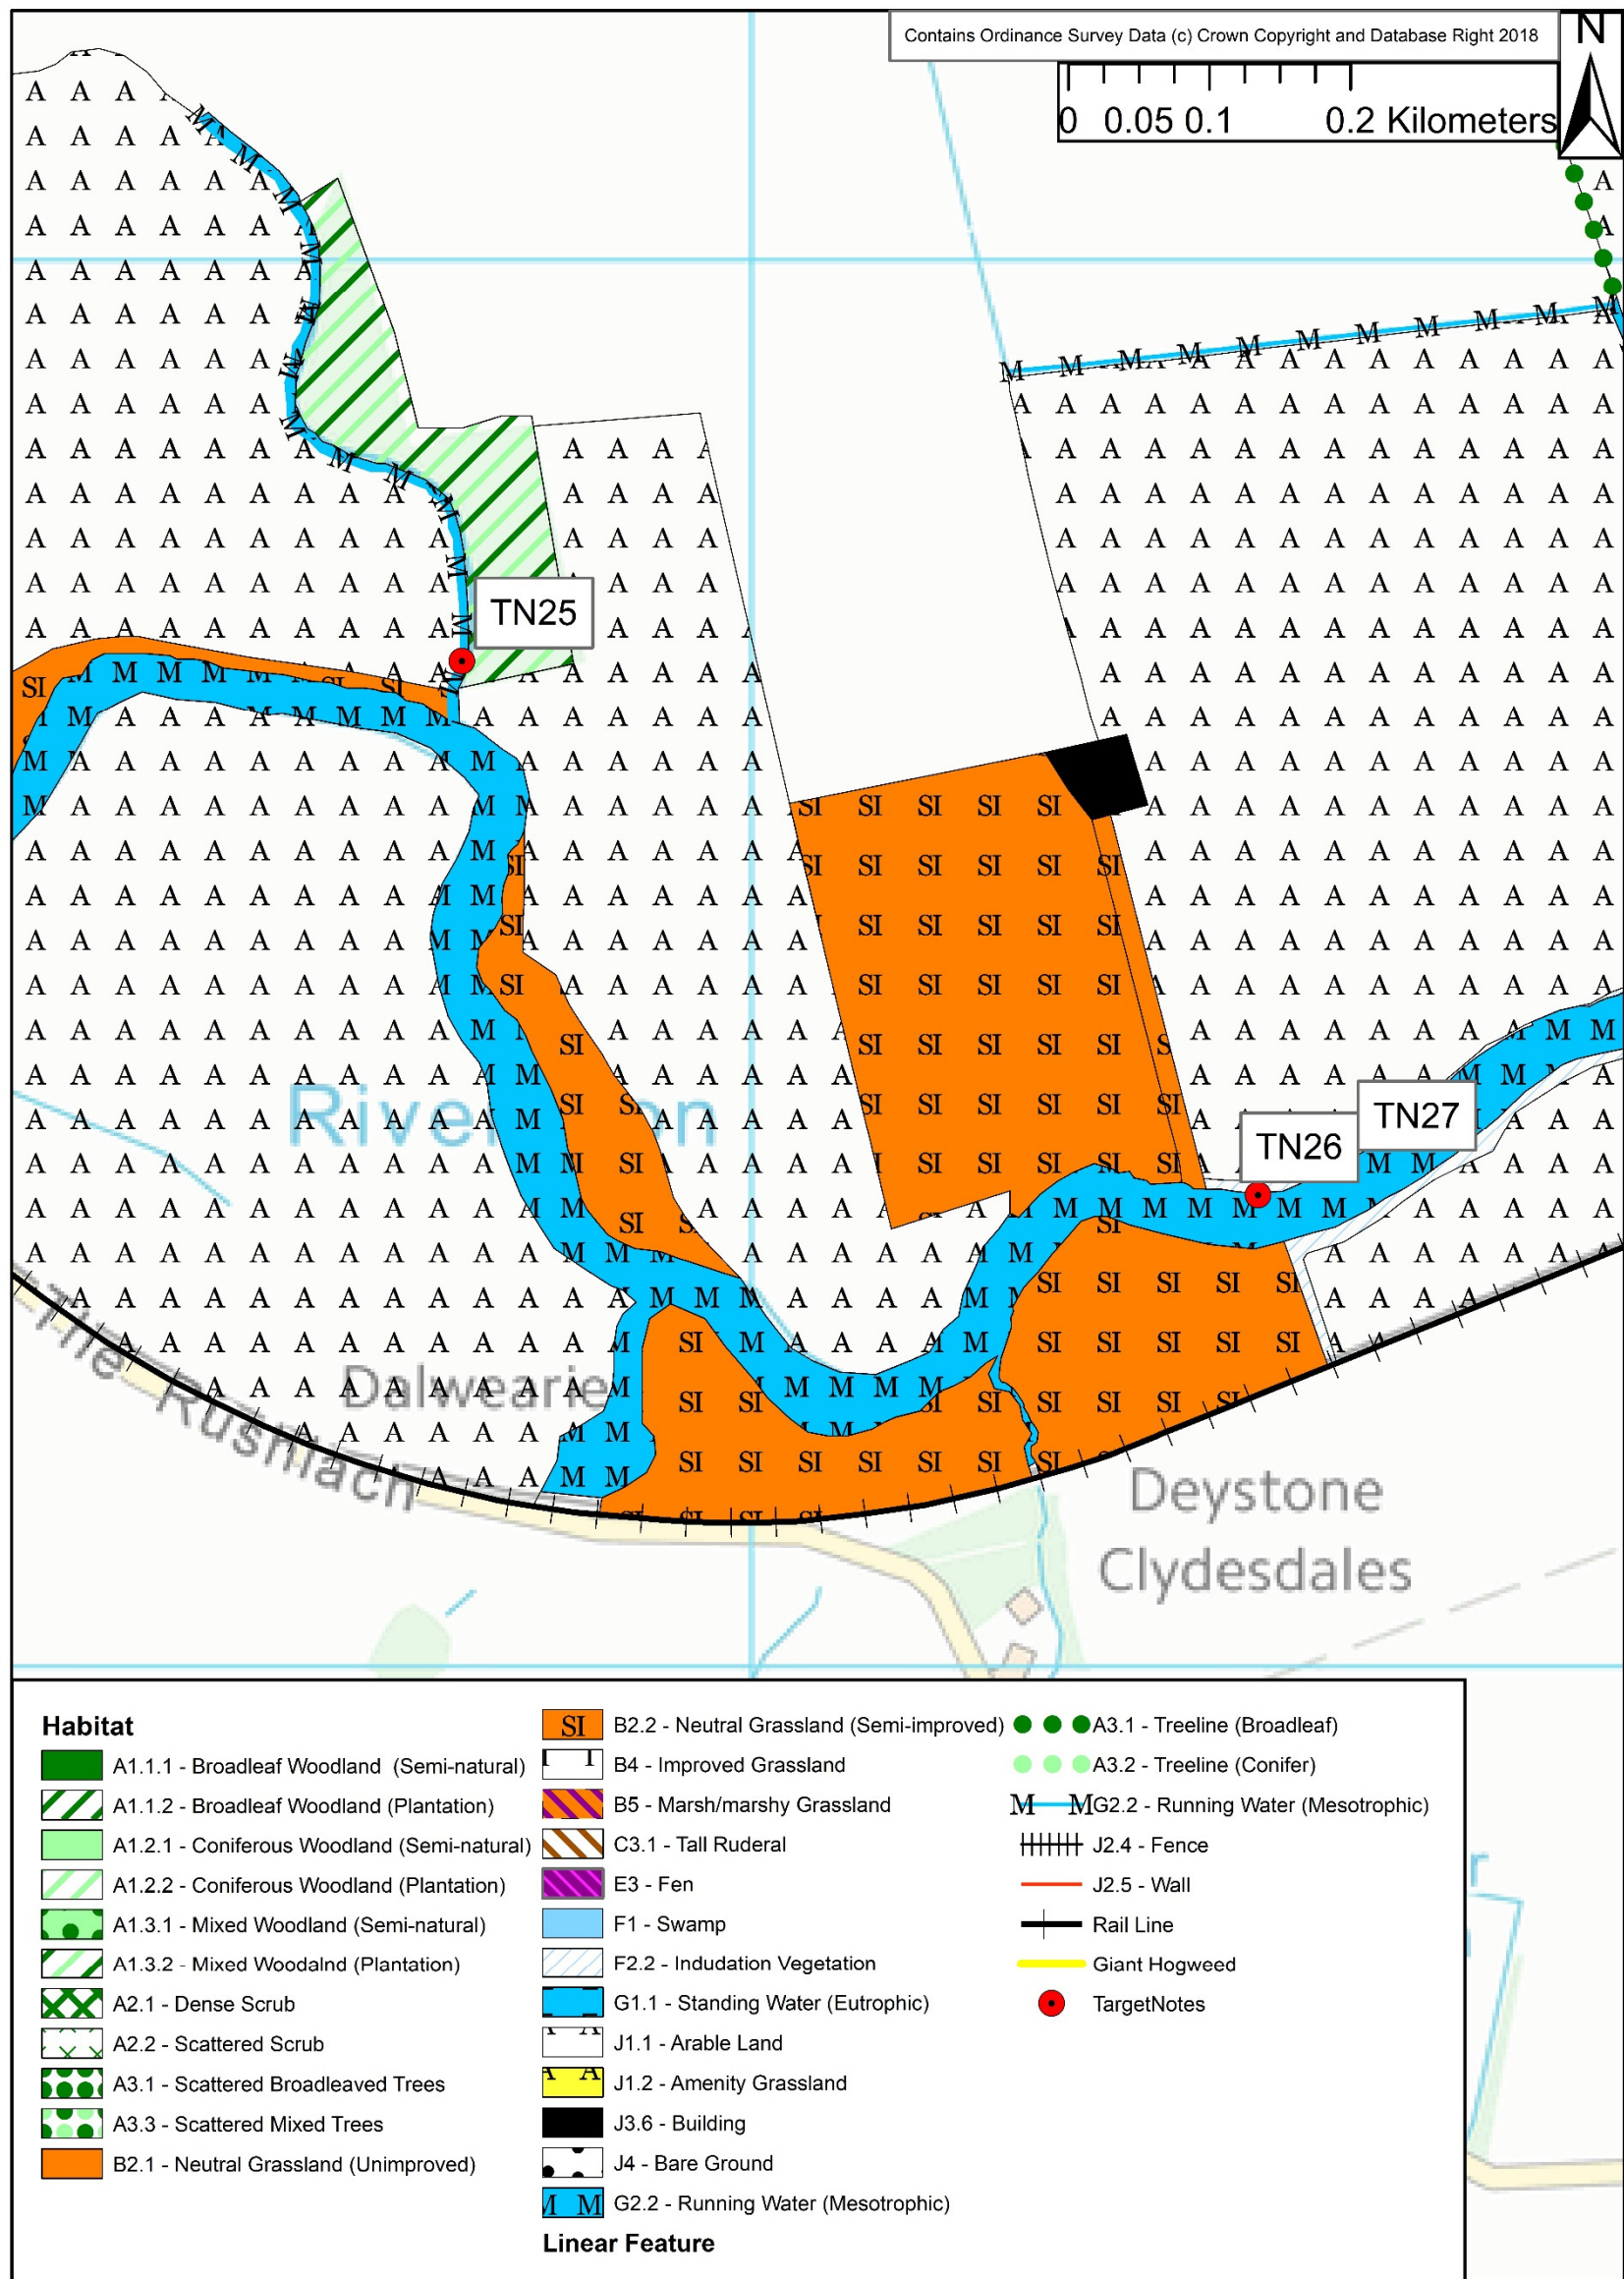 Contains Ordinance Survey Data (c) Crown Copyright and Database Right 2018
N
0 0.05 0.1 0.2 Kilometers
TN25
TN26
TN27
River
The Rusmach
Dalwearie
Deystone
Clydesdales
Habitat
A1.1.1 - Broadleaf Woodland (Semi-natural)
A1.1.2 - Broadleaf Woodland (Plantation)
A1.2.1 - Coniferous Woodland (Semi-natural)
A1.2.2 - Coniferous Woodland (Plantation)
A1.3.1 - Mixed Woodland (Semi-natural)
A1.3.2 - Mixed Woodalnd (Plantation)
A2.1 - Dense Scrub
A2.2 - Scattered Scrub
A3.1 - Scattered Broadleaved Trees
A3.3 - Scattered Mixed Trees
B2.1 - Neutral Grassland (Unimproved)
SI B2.2 - Neutral Grassland (Semi-improved)
B4 - Improved Grassland
B5 - Marsh/marshy Grassland
C3.1 - Tall Ruderal
E3 - Fen
F1 - Swamp
F2.2 - Indudation Vegetation
G1.1 - Standing Water (Eutrophic)
J1.1 - Arable Land
J1.2 - Amenity Grassland
J3.6 - Building
J4 - Bare Ground
M M G2.2 - Running Water (Mesotrophic)
Linear Feature
A3.1 - Treeline (Broadleaf)
A3.2 - Treeline (Conifer)
M M G2.2 - Running Water (Mesotrophic)
J2.4 - Fence
J2.5 - Wall
Rail Line
Giant Hogweed
TargetNotes